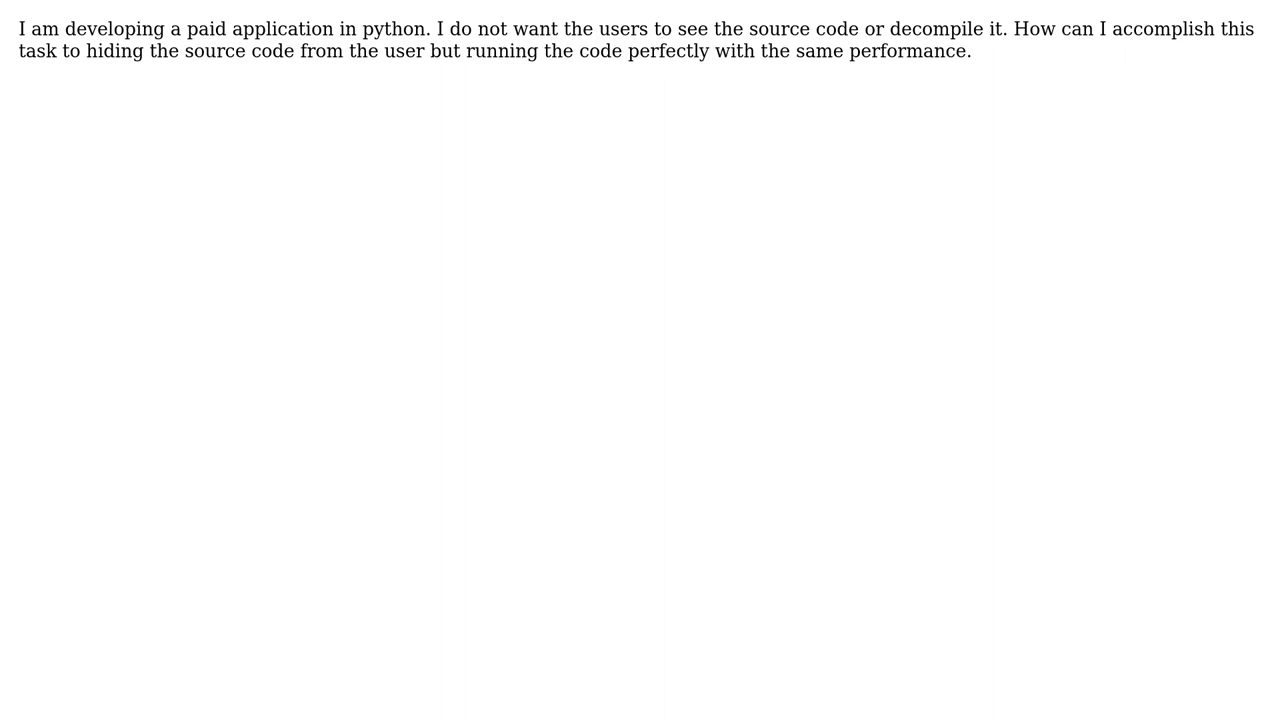 I am developing a paid application in python. I do not want the users to see the source code or decompile it. How can I accomplish this
task to hiding the source code from the user but running the code perfectly with the same performance.